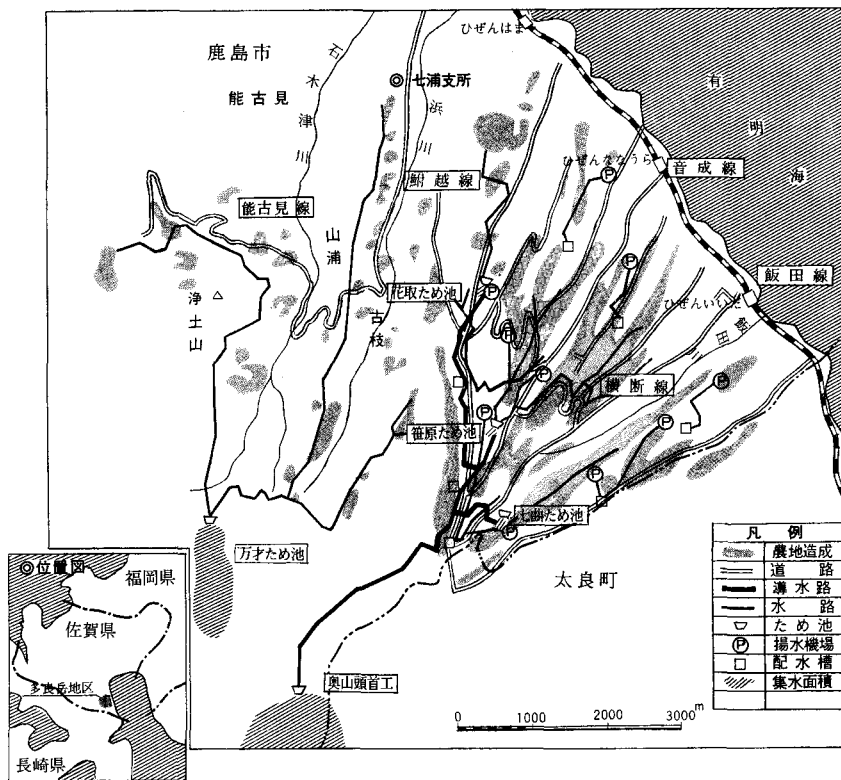 ひぜんはま
鹿島市
能古見
石木津川
七浦支所
浜川
有明海
ひぜんななうら
音成線
鮒越線
能古見線
山浦
飯田線
花取ため池
古枝
ひぜんいいだ
飯田川
浄土山
横断線
笹原ため池
七曲ため池
万才ため池
太良町
奥山頭首工
凡例
農地造成
道路
導水路
水路
ため池
P 揚水機場
配水槽
集水面積
0 1000 2000 3000m
◎位置図
福岡県
佐賀県
多良岳地区
長崎県